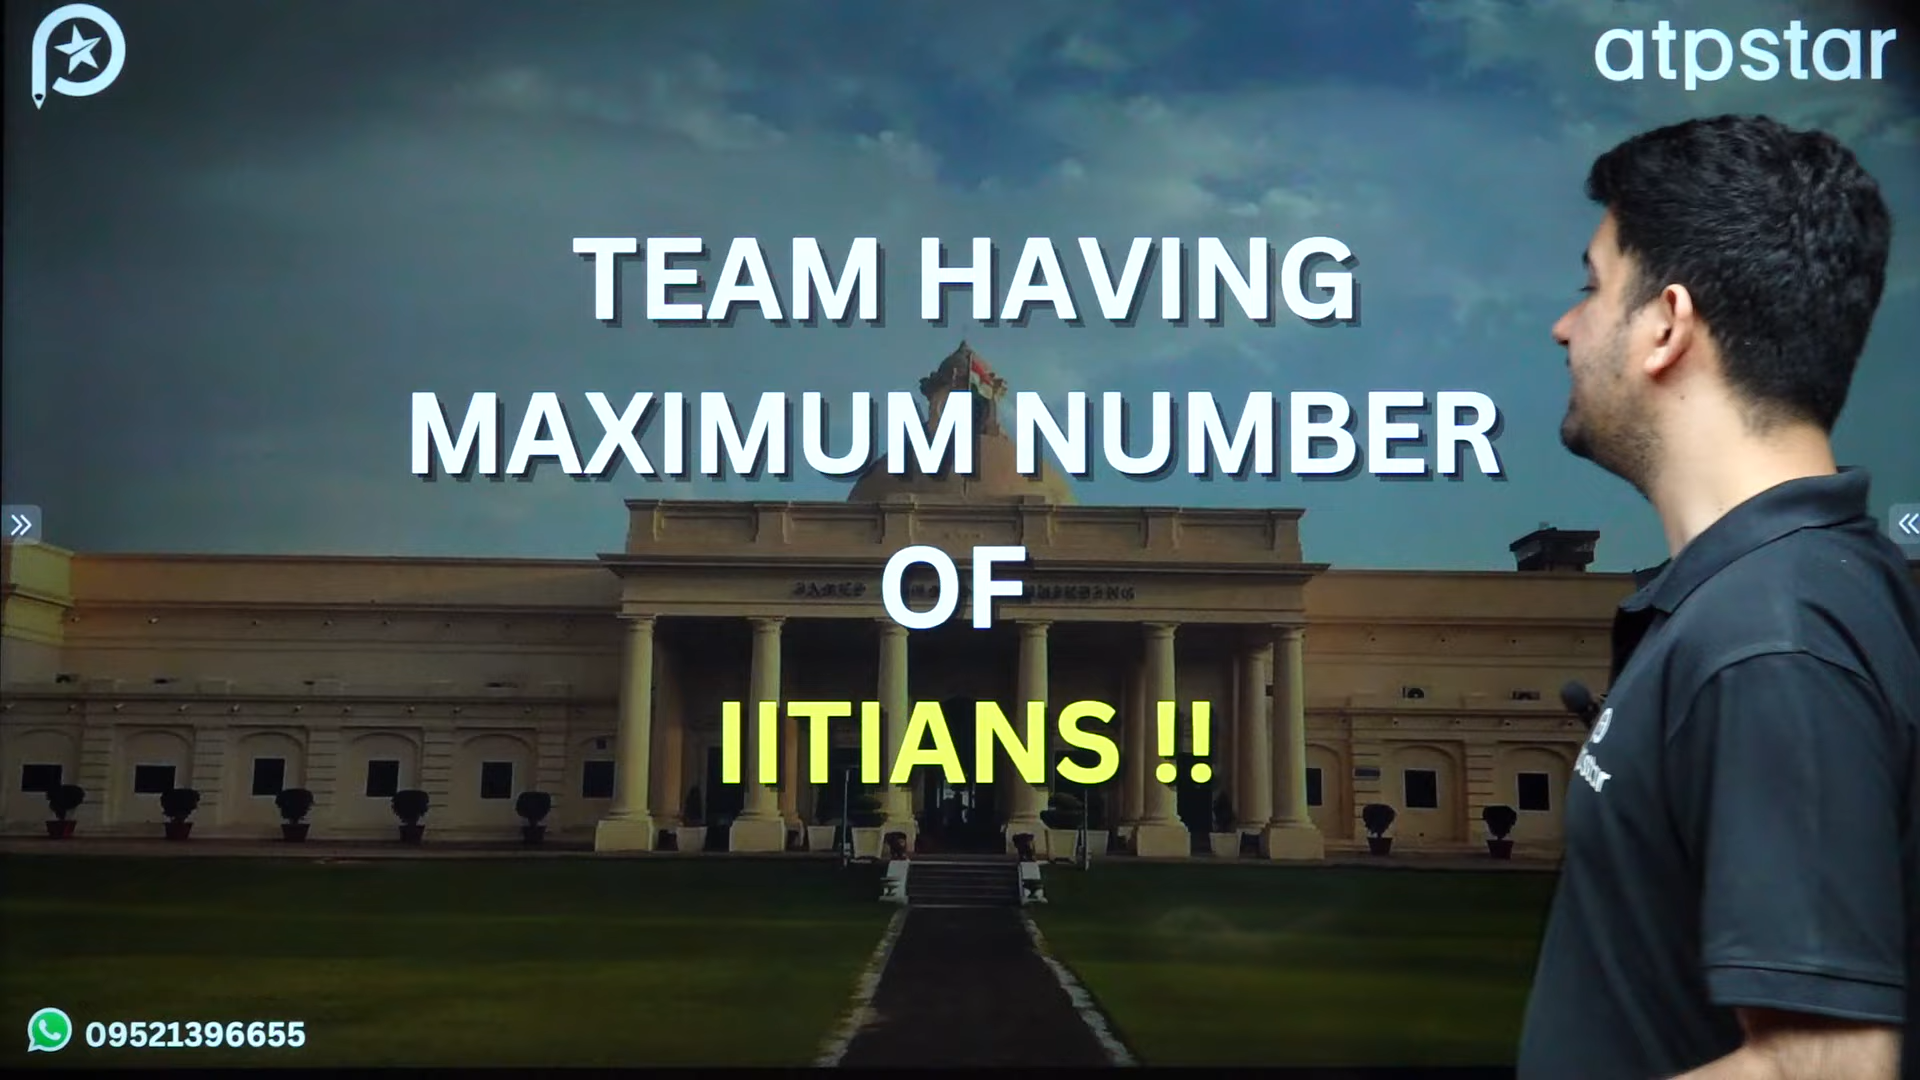 atpstar
TEAM HAVING
MAXIMUM NUMBER
OF
IITIANS !!
09521396655